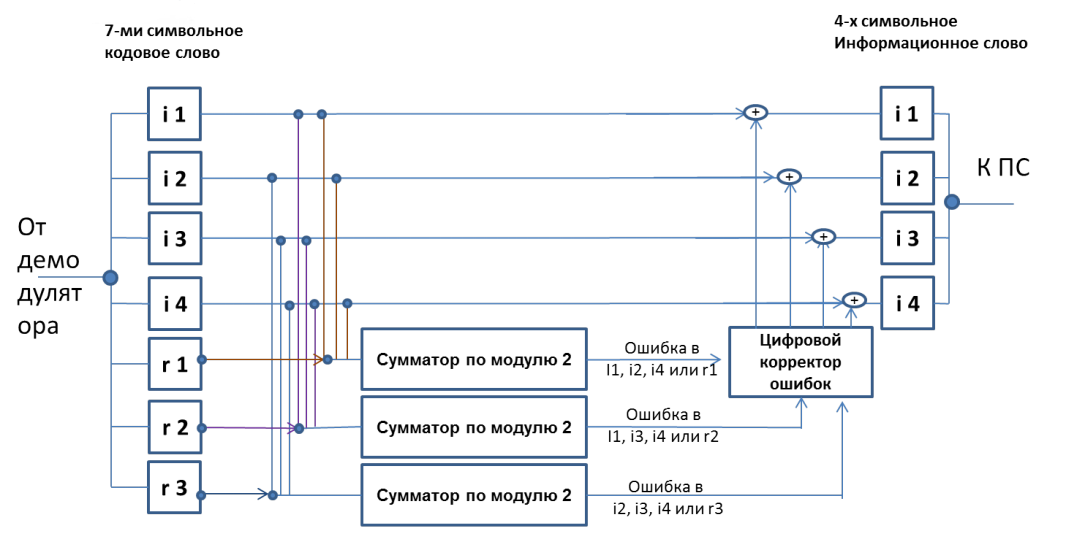 7-ми символьное
кодовое слово
4-х символьное
Информационное слово
i 1
+
i 1
i 2
+
i 2
К ПС
От
демо
дулят
ора
i 3
+
i 3
i 4
+
i 4
r 1
Сумматор по модулю 2
Ошибка в
I1, i2, i4 или r1
Цифровой
корректор
ошибок
r 2
Сумматор по модулю 2
Ошибка в
I1, i3, i4 или r2
r 3
Сумматор по модулю 2
Ошибка в
i2, i3, i4 или r3